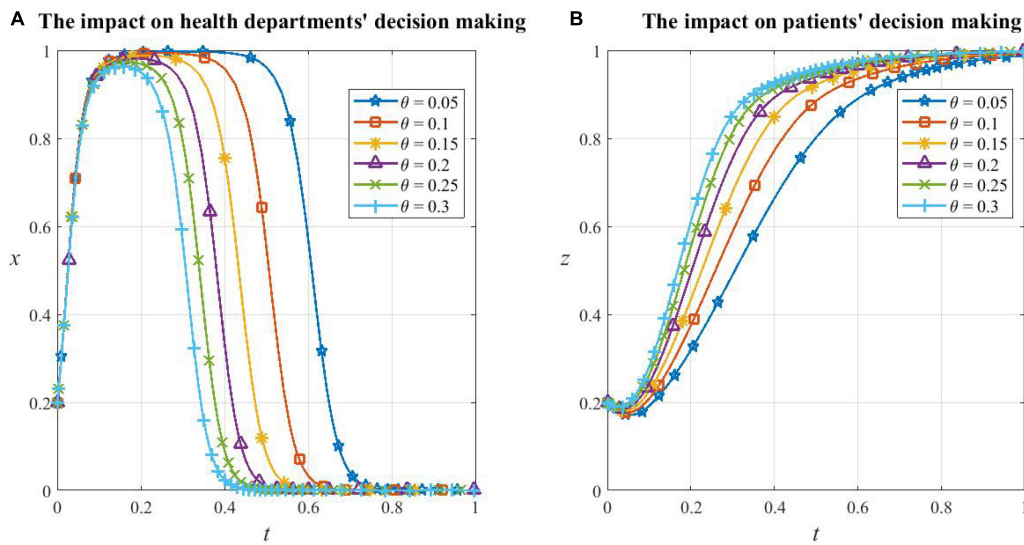 A The impact on health departments' decision making
1
0.8
0.6
x
0.4
0.2
0
0 0.2 0.4 0.6 0.8 1
t
θ = 0.05
θ = 0.1
θ = 0.15
θ = 0.2
θ = 0.25
θ = 0.3
B The impact on patients' decision making
1
0.8
0.6
z
0.4
0.2
0
0 0.2 0.4 0.6 0.8 1
t
θ = 0.05
θ = 0.1
θ = 0.15
θ = 0.2
θ = 0.25
θ = 0.3